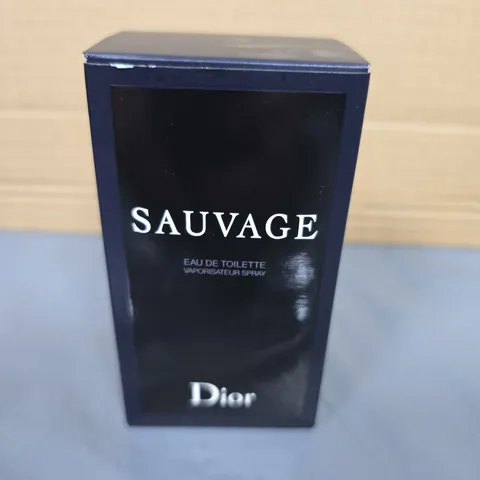 SAUVAGE
EAU DE TOILETTE
VAPORISATEUR SPRAY
Dior